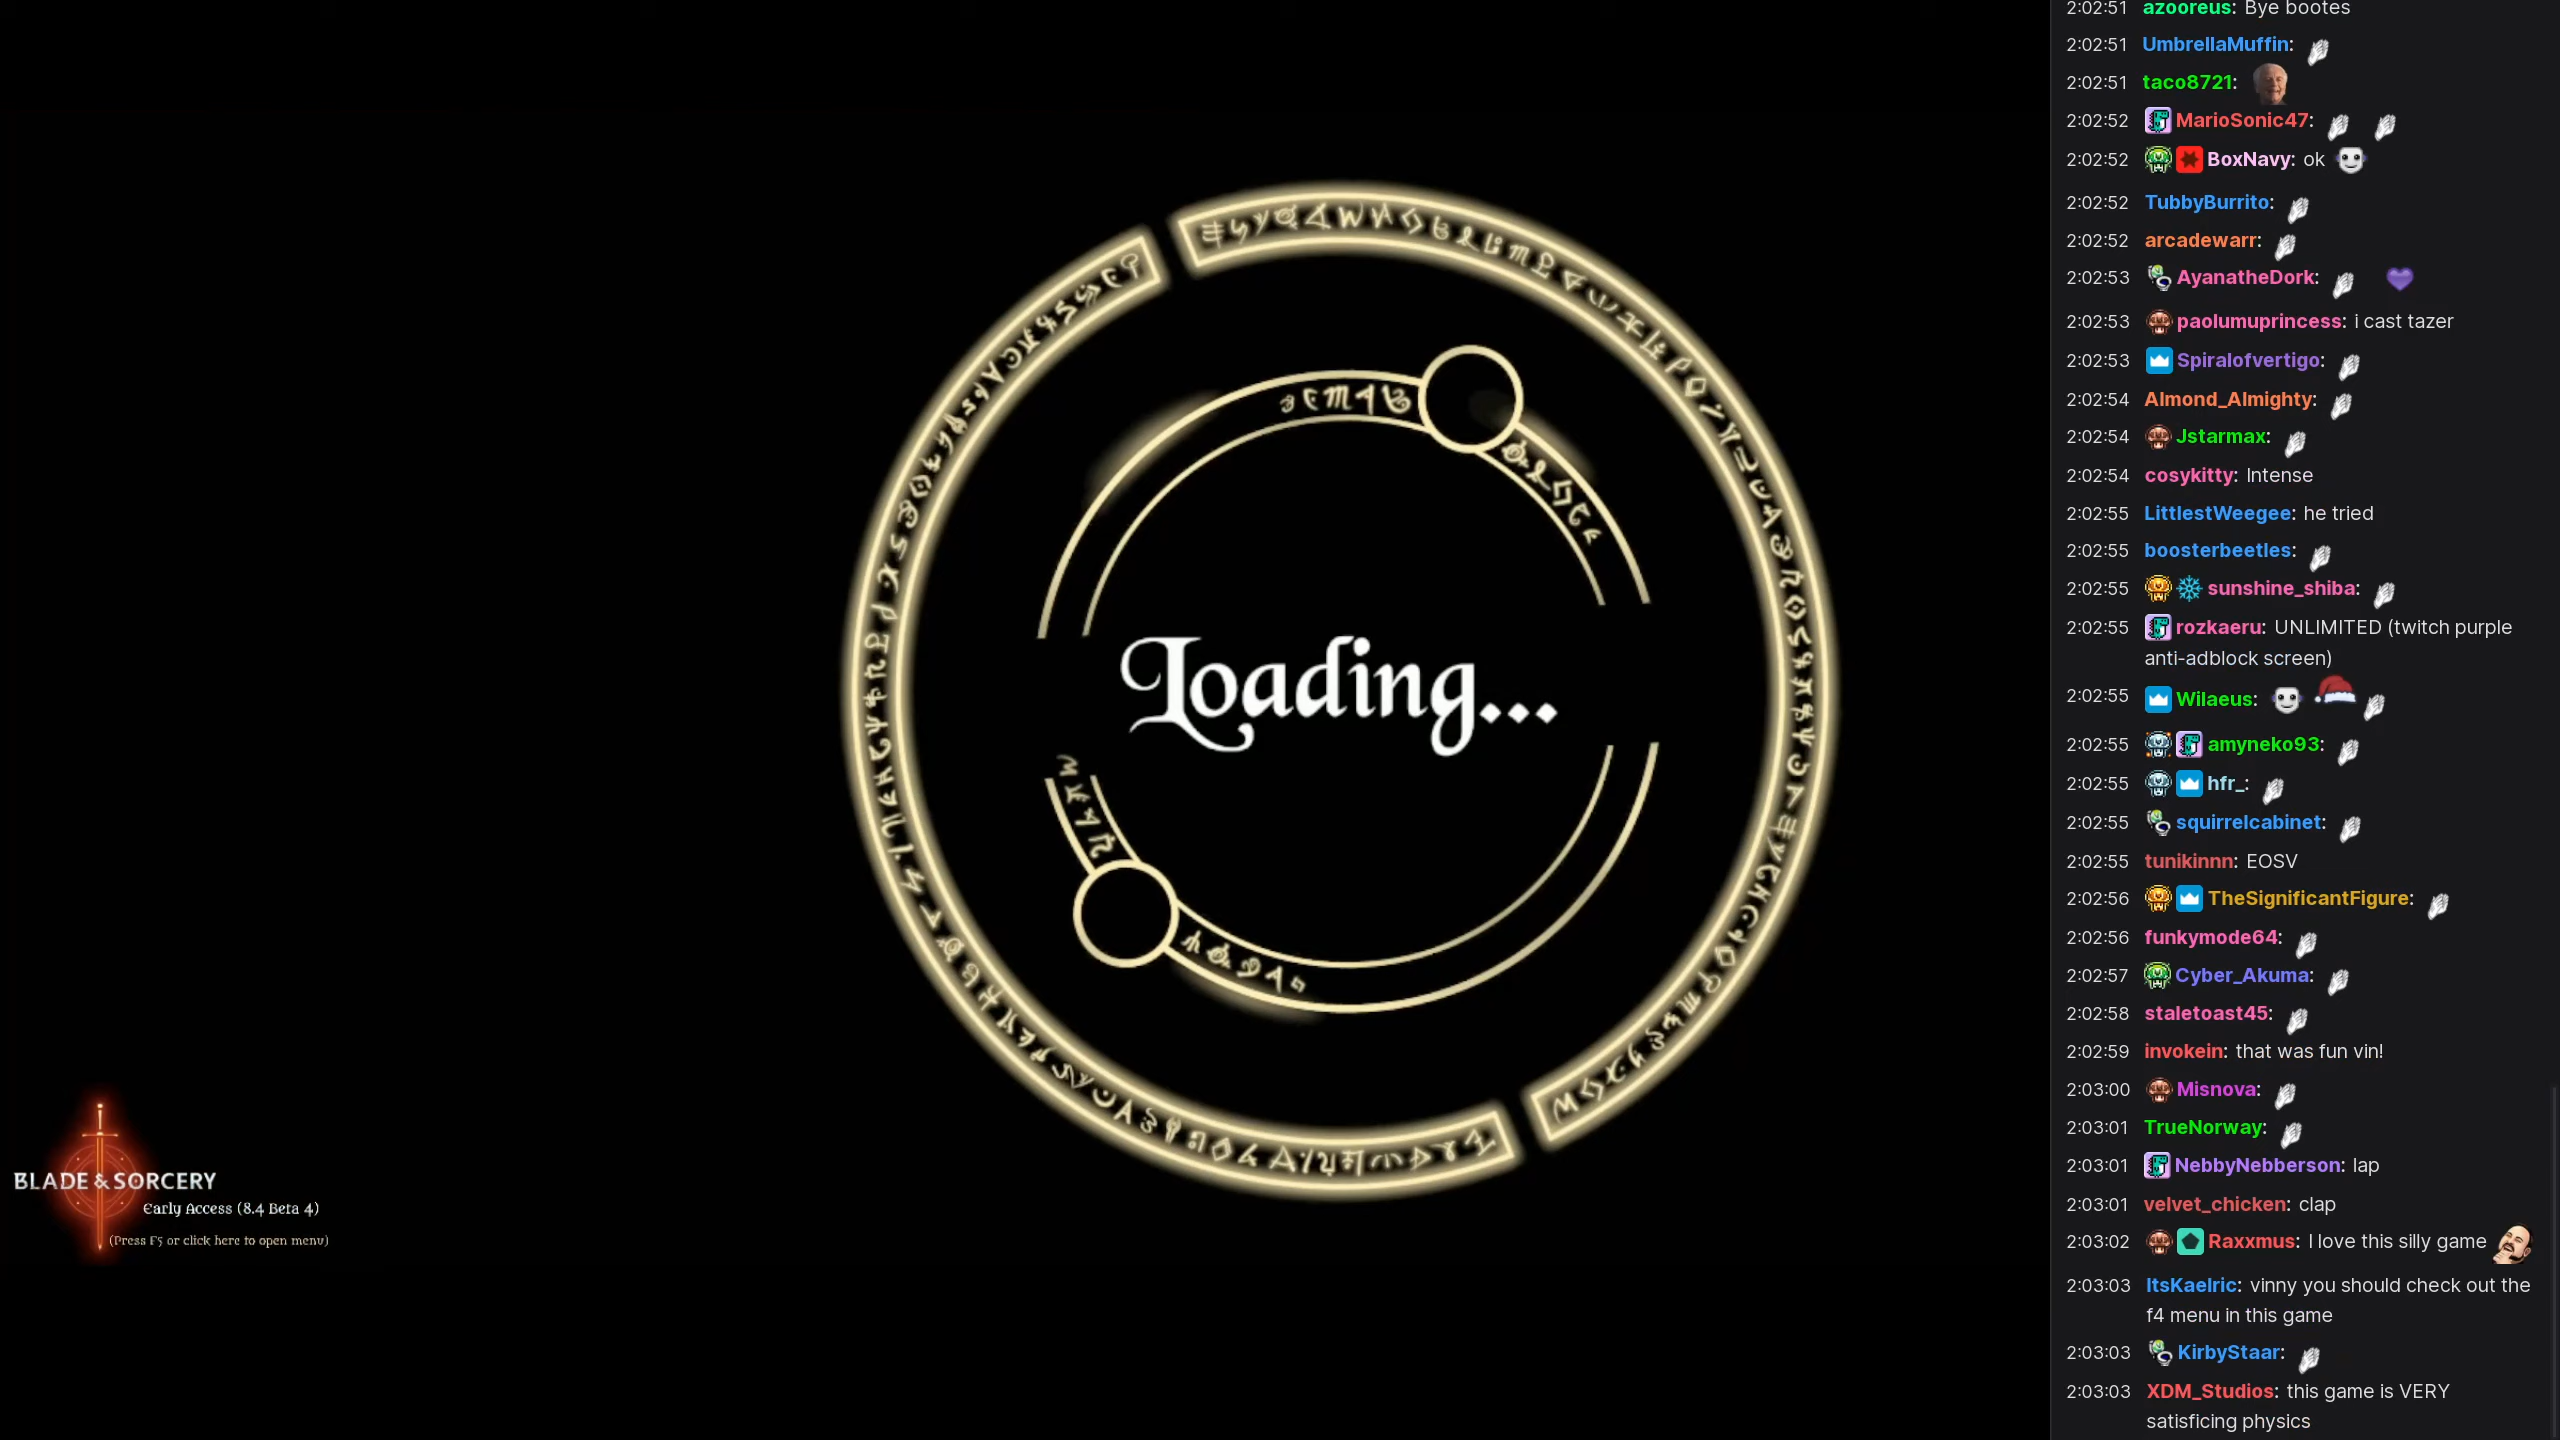 Loading...
BLADE & SORCERY
Early Access (8.4 Beta 4)
(Press F5 or click here to open menu)
2:02:51 azooreus: Bye bootes
2:02:51 UmbrellaMuffin:
2:02:51 taco8721:
2:02:52 MarioSonic47:
2:02:52 BoxNavy: ok
2:02:52 TubbyBurrito:
2:02:52 arcadewarr:
2:02:53 AyanatheDork:
2:02:53 paolumuprincess: i cast tazer
2:02:53 Spiralofvertigo:
2:02:54 Almond_Almighty:
2:02:54 Jstarmax:
2:02:54 cosykitty: Intense
2:02:55 LittlestWeegee: he tried
2:02:55 boosterbeetles:
2:02:55 sunshine_shiba:
2:02:55 rozkaeru: UNLIMITED (twitch purple
anti-adblock screen)
2:02:55 Wilaeus:
2:02:55 amyneko93:
2:02:55 hfr_:
2:02:55 squirrelcabinet:
2:02:55 tunikinnn: EOSV
2:02:56 TheSignificantFigure:
2:02:56 funkymode64:
2:02:57 Cyber_Akuma:
2:02:58 staletoast45:
2:02:59 invokein: that was fun vin!
2:03:00 Misnova:
2:03:01 TrueNorway:
2:03:01 NebbyNebberson: lap
2:03:01 velvet_chicken: clap
2:03:02 Raxxmus: I love this silly game
2:03:03 ItsKaelric: vinny you should check out the
f4 menu in this game
2:03:03 KirbyStaar:
2:03:03 XDM_Studios: this game is VERY
satisficing physics